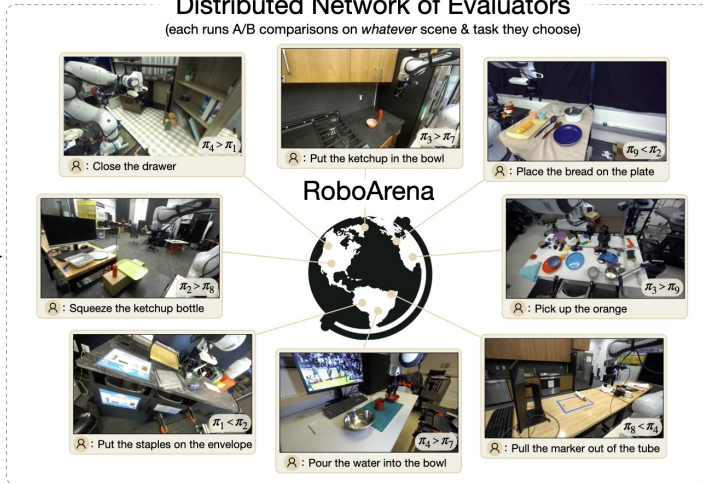 Distributed Network of Evaluators
(each runs A/B comparisons on whatever scene & task they choose)
π₄ > π₁
: Close the drawer
π₃ > π₇
: Put the ketchup in the bowl
π₉ < π₂
: Place the bread on the plate
RoboArena
π₂ > π₈
: Squeeze the ketchup bottle
π₃ > π₉
: Pick up the orange
π₁ < π₂
: Put the staples on the envelope
π₄ > π₇
: Pour the water into the bowl
π₈ < π₄
: Pull the marker out of the tube